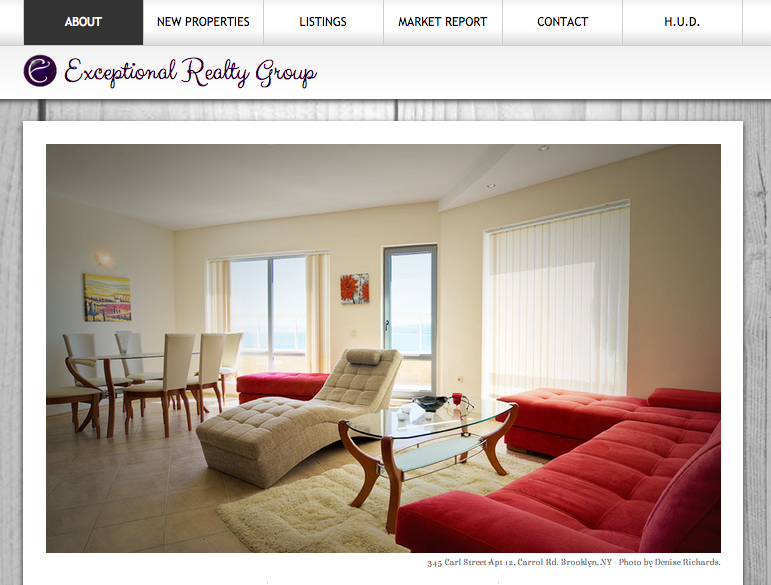 ABOUT NEW PROPERTIES LISTINGS MARKET REPORT CONTACT H.U.D.
Exceptional Realty Group
345 Carl Street Apt 12, Carrol Rd. Brooklyn, NY - Photo by Denise Richards.